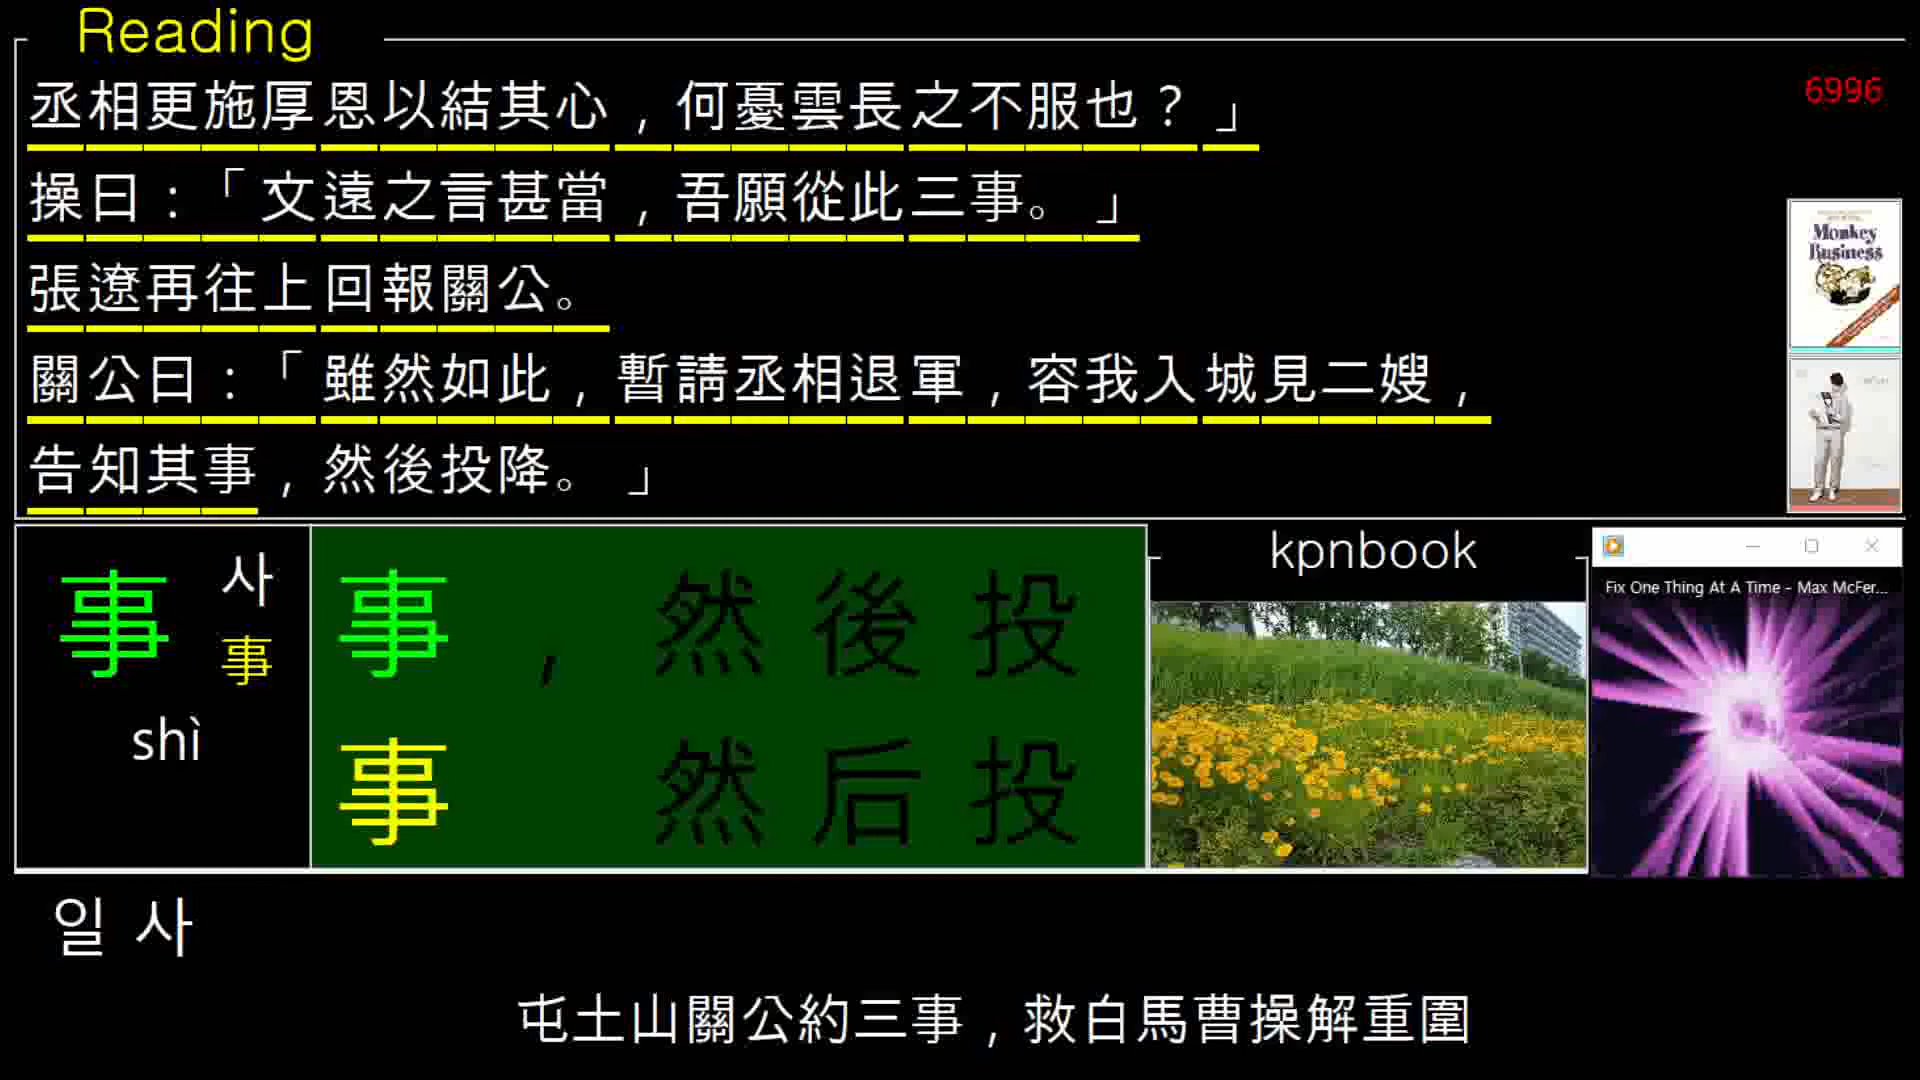 Reading
6996
丞相更施厚恩以結其心，何憂雲長之不服也？」
操曰：「文遠之言甚當，吾願從此三事。」
張遼再往上回報關公。
關公曰：「雖然如此，暫請丞相退軍，容我入城見二嫂，
告知其事，然後投降。」
Monkey
Business
事 사
事
shì
事，然後投
事 然后投
kpnbook
Fix One Thing At A Time - Max McFer...
일 사
屯土山關公約三事，救白馬曹操解重圍